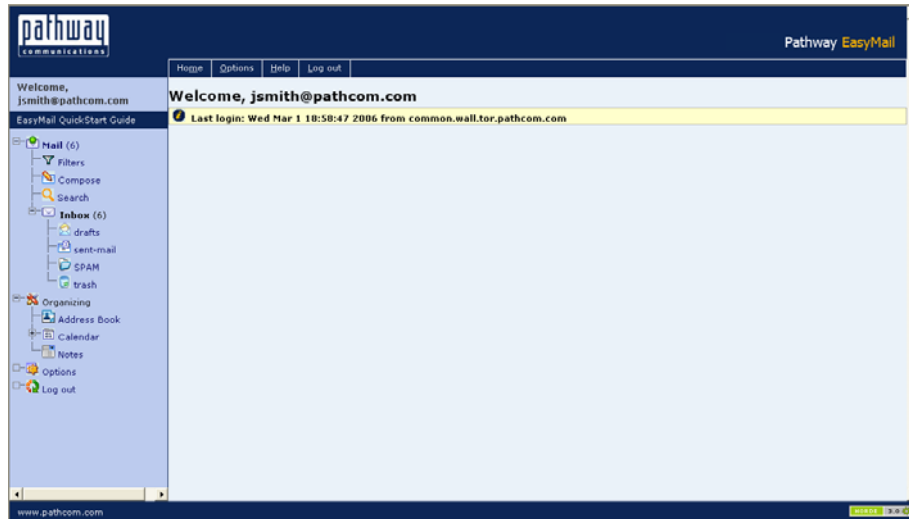 pathway
communications
Pathway EasyMail
Home Options Help Log out
Welcome,
jsmith@pathcom.com
EasyMail QuickStart Guide
Welcome, jsmith@pathcom.com
Last login: Wed Mar 1 18:58:47 2006 from common.wall.tor.pathcom.com
Mail (6)
Filters
Compose
Search
Inbox (6)
drafts
sent-mail
SPAM
trash
Organizing
Address Book
Calendar
Notes
Options
Log out
www.pathcom.com
HORDE 3.0